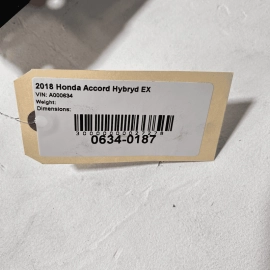 2018 Honda Accord Hybryd EX
VIN: A000634
Weight:
Dimensions:
0634-0187